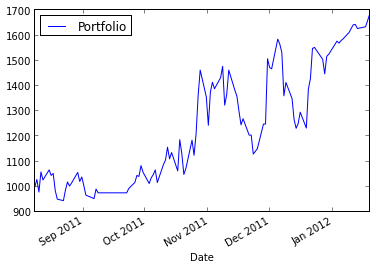 1700
1600
1500
1400
1300
1200
1100
1000
900
Portfolio
Sep 2011
Oct 2011
Nov 2011
Dec 2011
Jan 2012
Date